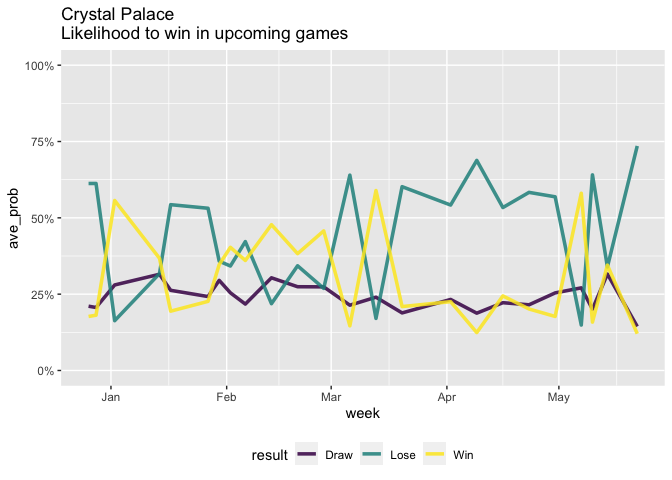 Crystal Palace
Likelihood to win in upcoming games
100%
75%
50%
25%
0%
ave_prob
Jan Feb Mar Apr May
week
result Draw Lose Win